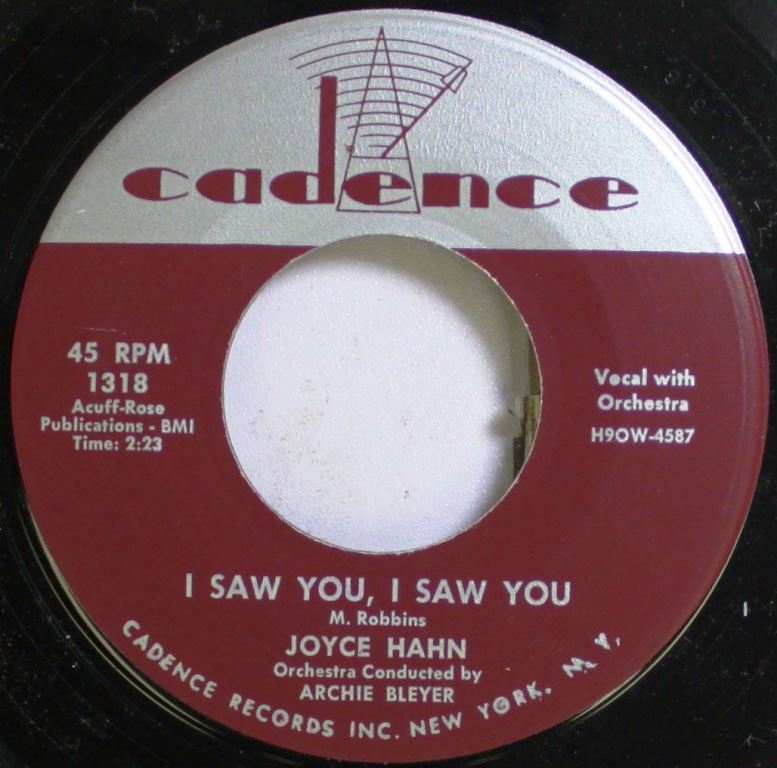 cadence
45 RPM
1318
Acuff-Rose
Publications - BMI
Time: 2:23
Vocal with
Orchestra
H9OW-4587
I SAW YOU, I SAW YOU
M. Robbins
JOYCE HAHN
Orchestra Conducted by
ARCHIE BLEYER
CADENCE RECORDS INC. NEW YORK, N. Y.